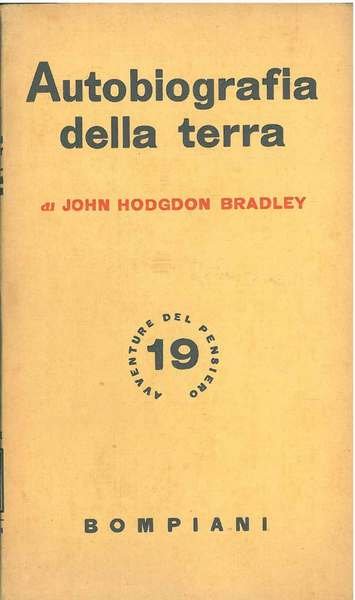 Autobiografia
della terra
di JOHN HODGDON BRADLEY
AVVENTURE DEL PENSIERO
19
BOMPIANI